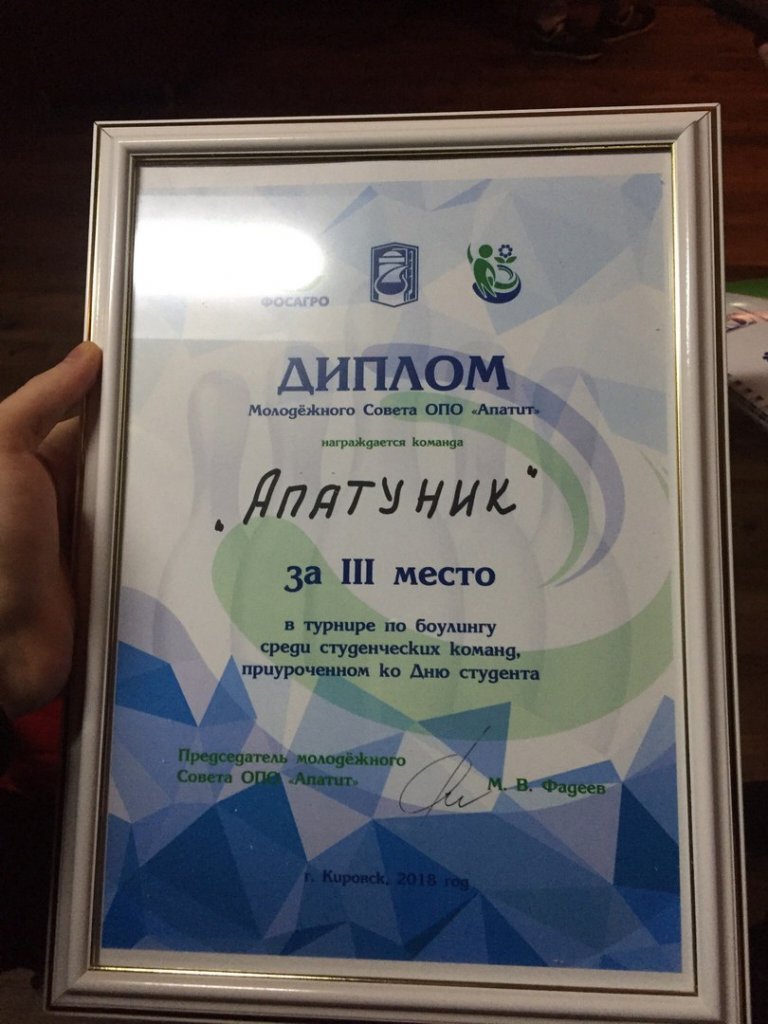 ФОСАГРО
ДИПЛОМ
Молодёжного Совета ОПО «Апатит»
награждается команда
"АПАТУНИК"
за III место
в турнире по боулингу
среди студенческих команд,
приуроченном ко Дню студента
Председатель молодёжного
Совета ОПО «Апатит»
М. В. Фадеев
г. Кировск, 2018 год